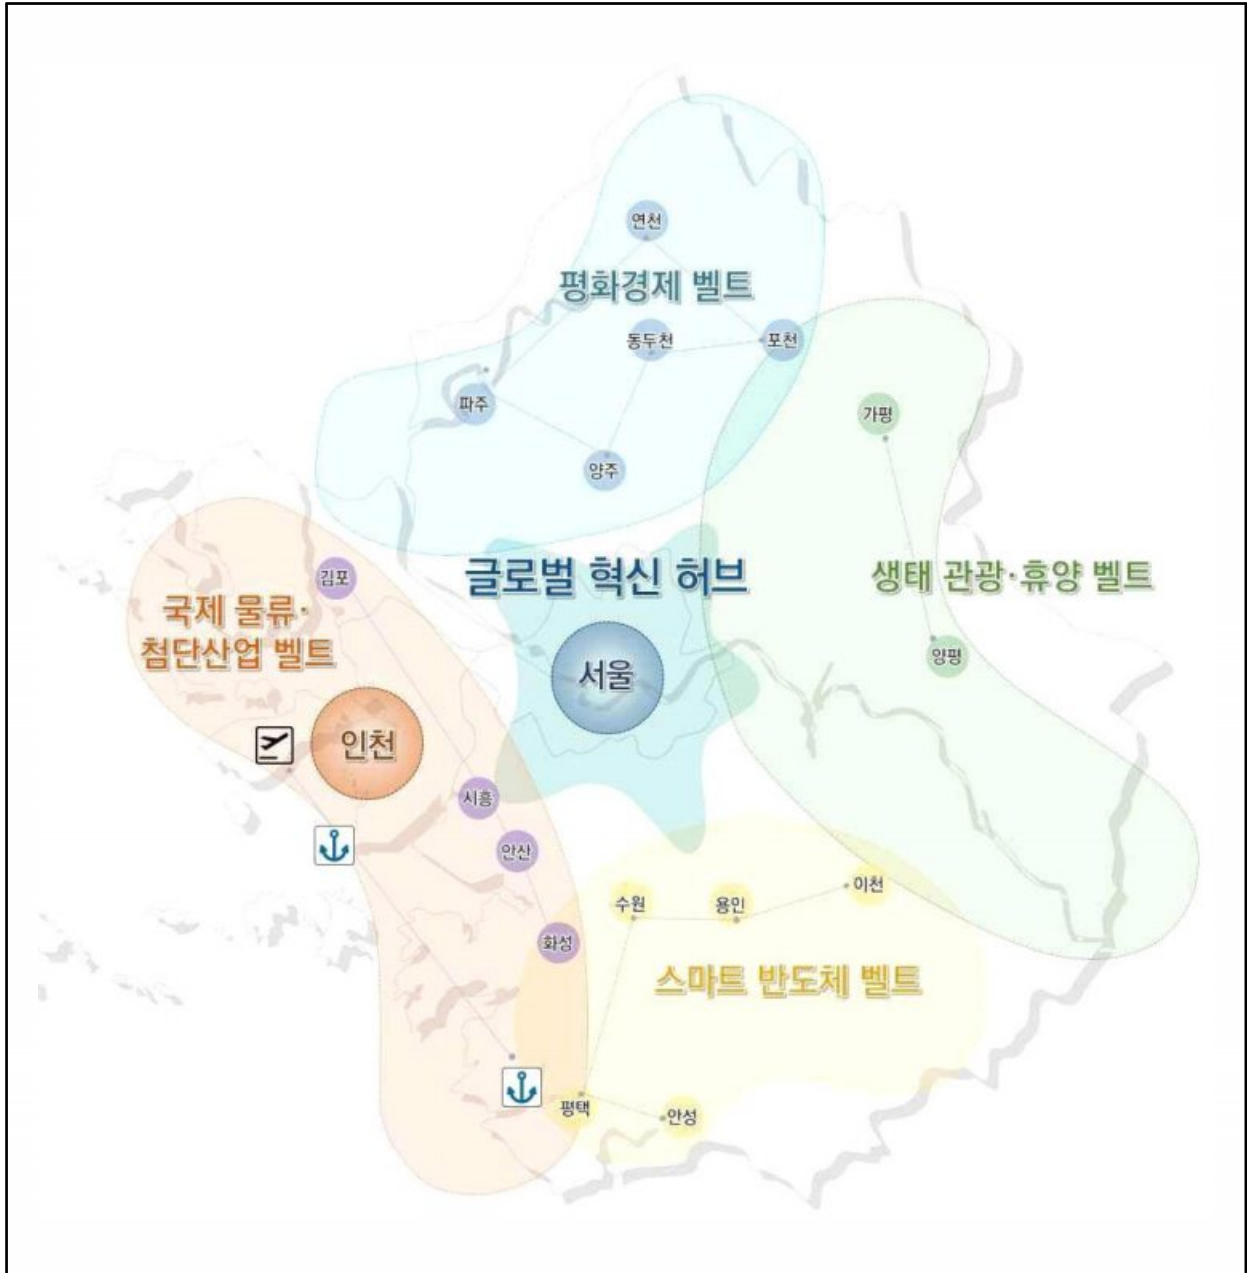 연천
평화경제 벨트
동두천
포천
파주
가평
양주
글로벌 혁신 허브
생태 관광·휴양 벨트
김포
국제 물류·
첨단산업 벨트
서울
양평
인천
시흥
안산
이천
수원
용인
화성
스마트 반도체 벨트
평택
안성